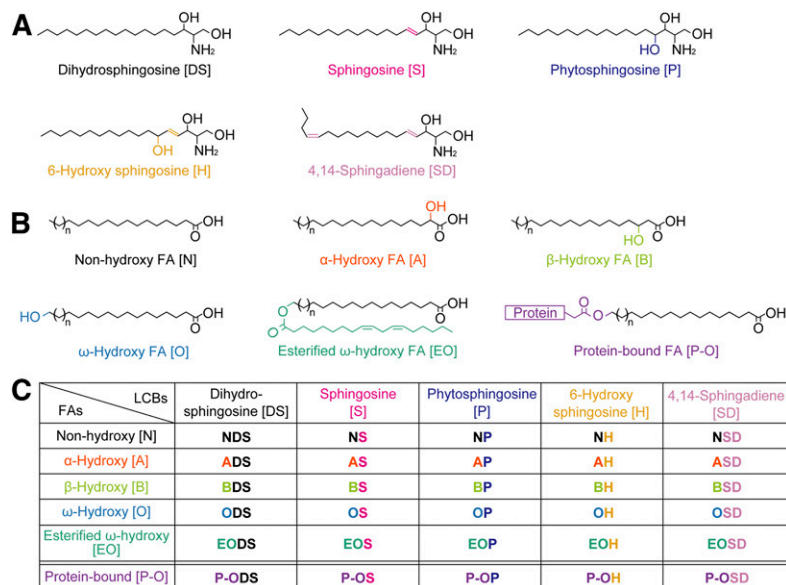 A
OH
OH
NH₂
Dihydrosphingosine [DS]
OH
OH
NH₂
Sphingosine [S]
OH
OH
HO NH₂
Phytosphingosine [P]
OH
OH
OH NH₂
6-Hydroxy sphingosine [H]
OH
OH
NH₂
4,14-Sphingadiene [SD]
B
n
OH
O
Non-hydroxy FA [N]
n
OH
OH
O
α-Hydroxy FA [A]
n
OH
HO O
β-Hydroxy FA [B]
HO
n
OH
O
ω-Hydroxy FA [O]
O
n
OH
O
O
Esterified ω-hydroxy FA [EO]
Protein
O
O
n
OH
O
Protein-bound FA [P-O]
C
LCBs
FAs
Dihydro-
sphingosine [DS]
Sphingosine
[S]
Phytosphingosine
[P]
6-Hydroxy
sphingosine [H]
4,14-Sphingadiene
[SD]
Non-hydroxy [N] NDS NS NP NH NSD
α-Hydroxy [A] ADS AS AP AH ASD
β-Hydroxy [B] BDS BS BP BH BSD
ω-Hydroxy [O] ODS OS OP OH OSD
Esterified ω-hydroxy
[EO] EODS EOS EOP EOH EOSD
Protein-bound [P-O] P-ODS P-OS P-OP P-OH P-OSD